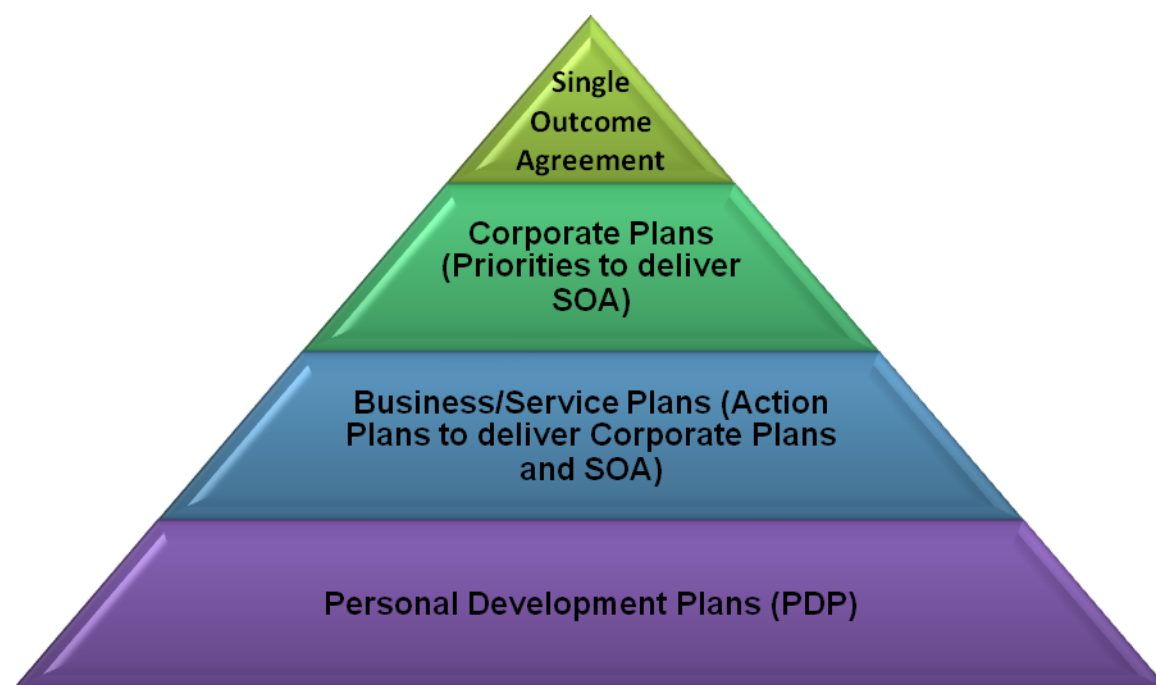 Single
Outcome
Agreement
Corporate Plans
(Priorities to deliver
SOA)
Business/Service Plans (Action
Plans to deliver Corporate Plans
and SOA)
Personal Development Plans (PDP)